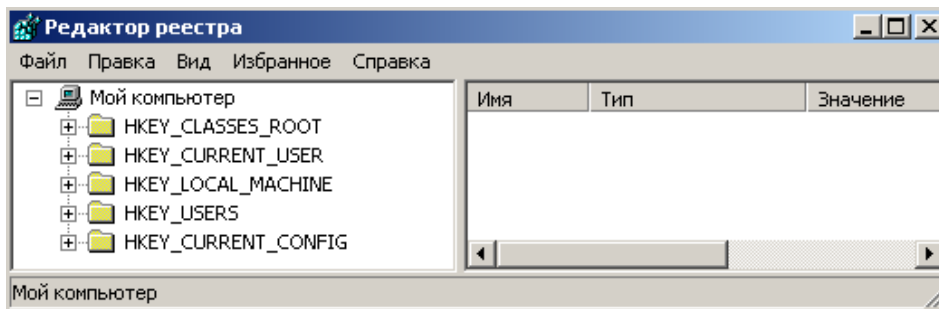 Редактор реестра
Файл Правка Вид Избранное Справка
Мой компьютер
HKEY_CLASSES_ROOT
HKEY_CURRENT_USER
HKEY_LOCAL_MACHINE
HKEY_USERS
HKEY_CURRENT_CONFIG
Имя Тип Значение
Мой компьютер